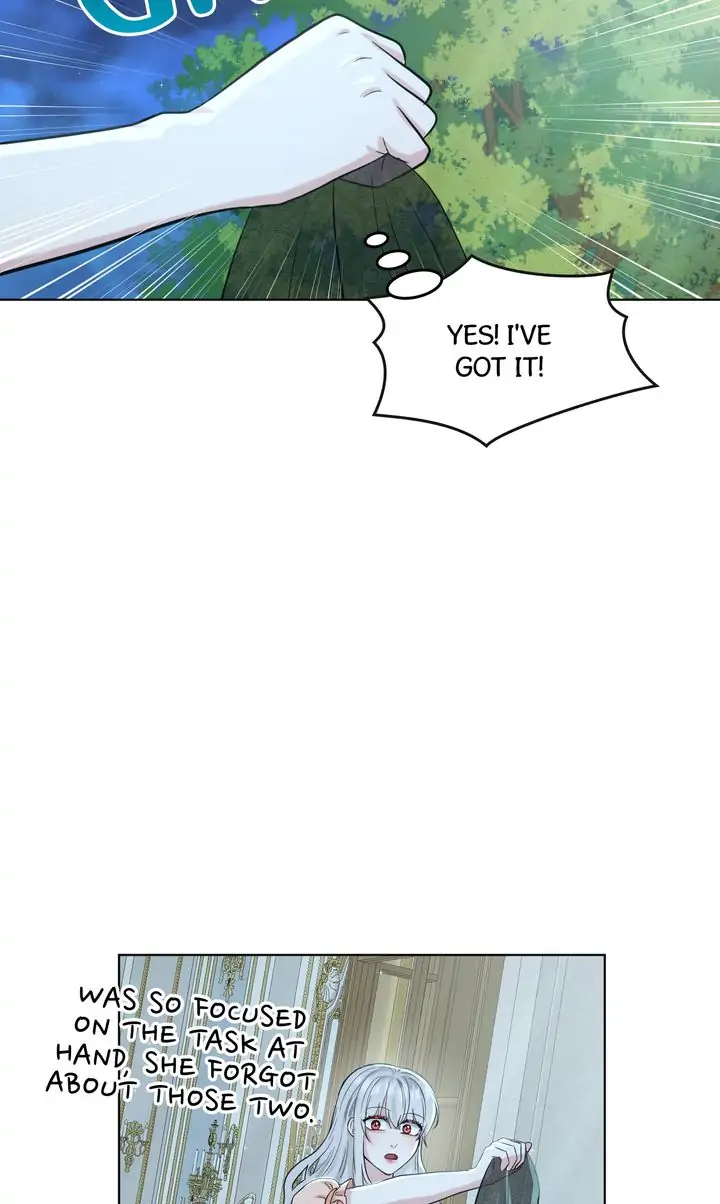 YES! I'VE
GOT IT!
WAS SO FOCUSED
ON THE TASK AT
HAND, SHE FORGOT
ABOUT THOSE TWO.